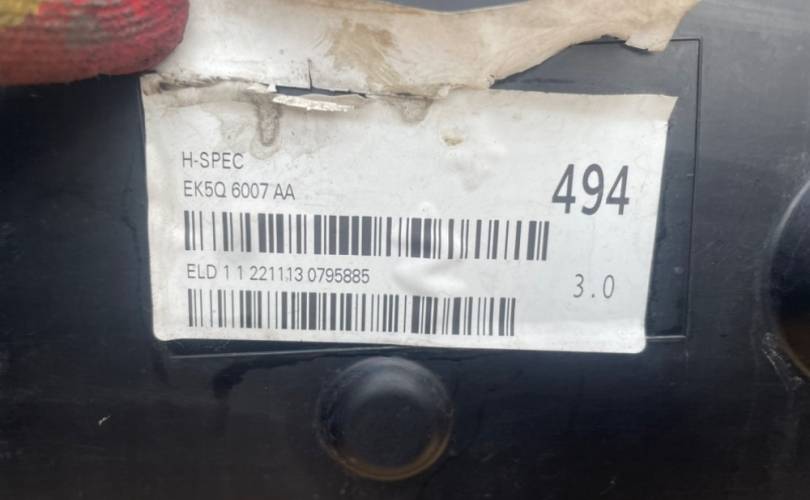 H-SPEC
EK5Q 6007 AA
494
ELD 1 1 221113 0795885
3.0